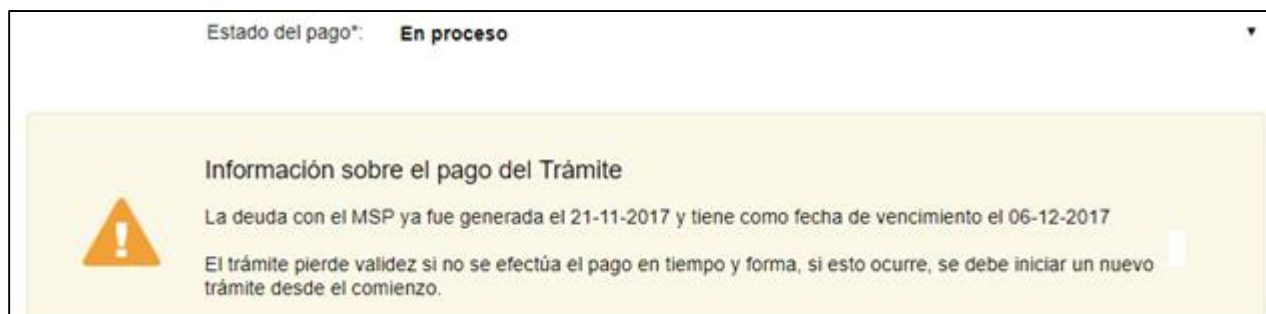 Estado del pago*: En proceso
Información sobre el pago del Trámite
La deuda con el MSP ya fue generada el 21-11-2017 y tiene como fecha de vencimiento el 06-12-2017
El trámite pierde validez si no se efectúa el pago en tiempo y forma, si esto ocurre, se debe iniciar un nuevo
trámite desde el comienzo.